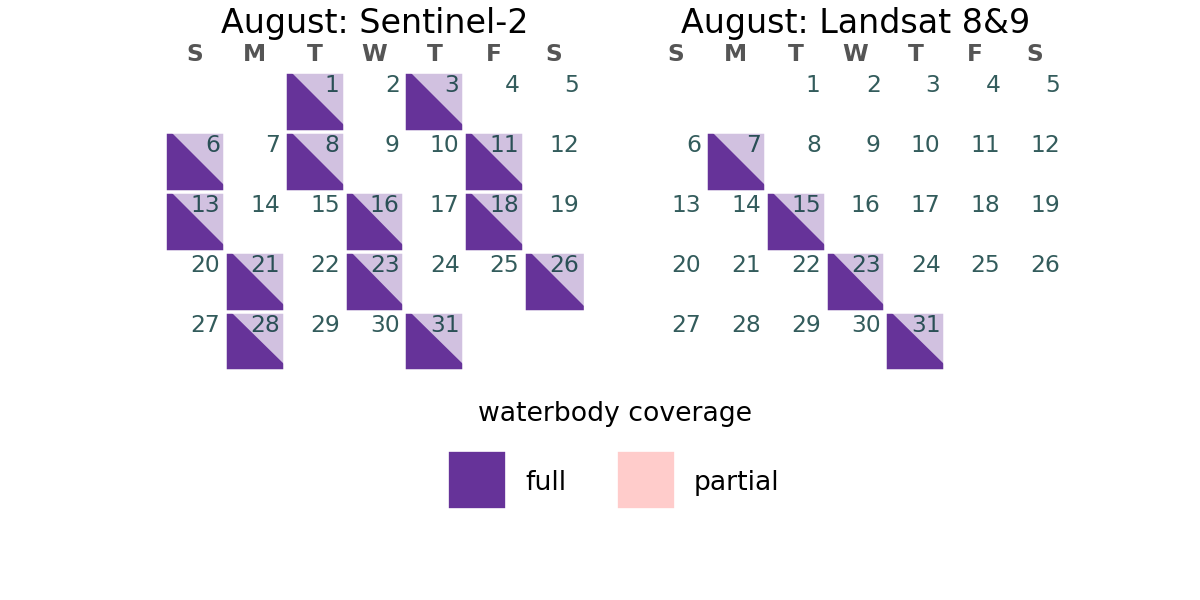 August: Sentinel-2
S M T W T F S
1 2 3 4 5
6 7 8 9 10 11 12
13 14 15 16 17 18 19
20 21 22 23 24 25 26
27 28 29 30 31
August: Landsat 8&9
S M T W T F S
1 2 3 4 5
6 7 8 9 10 11 12
13 14 15 16 17 18 19
20 21 22 23 24 25 26
27 28 29 30 31
waterbody coverage
full partial